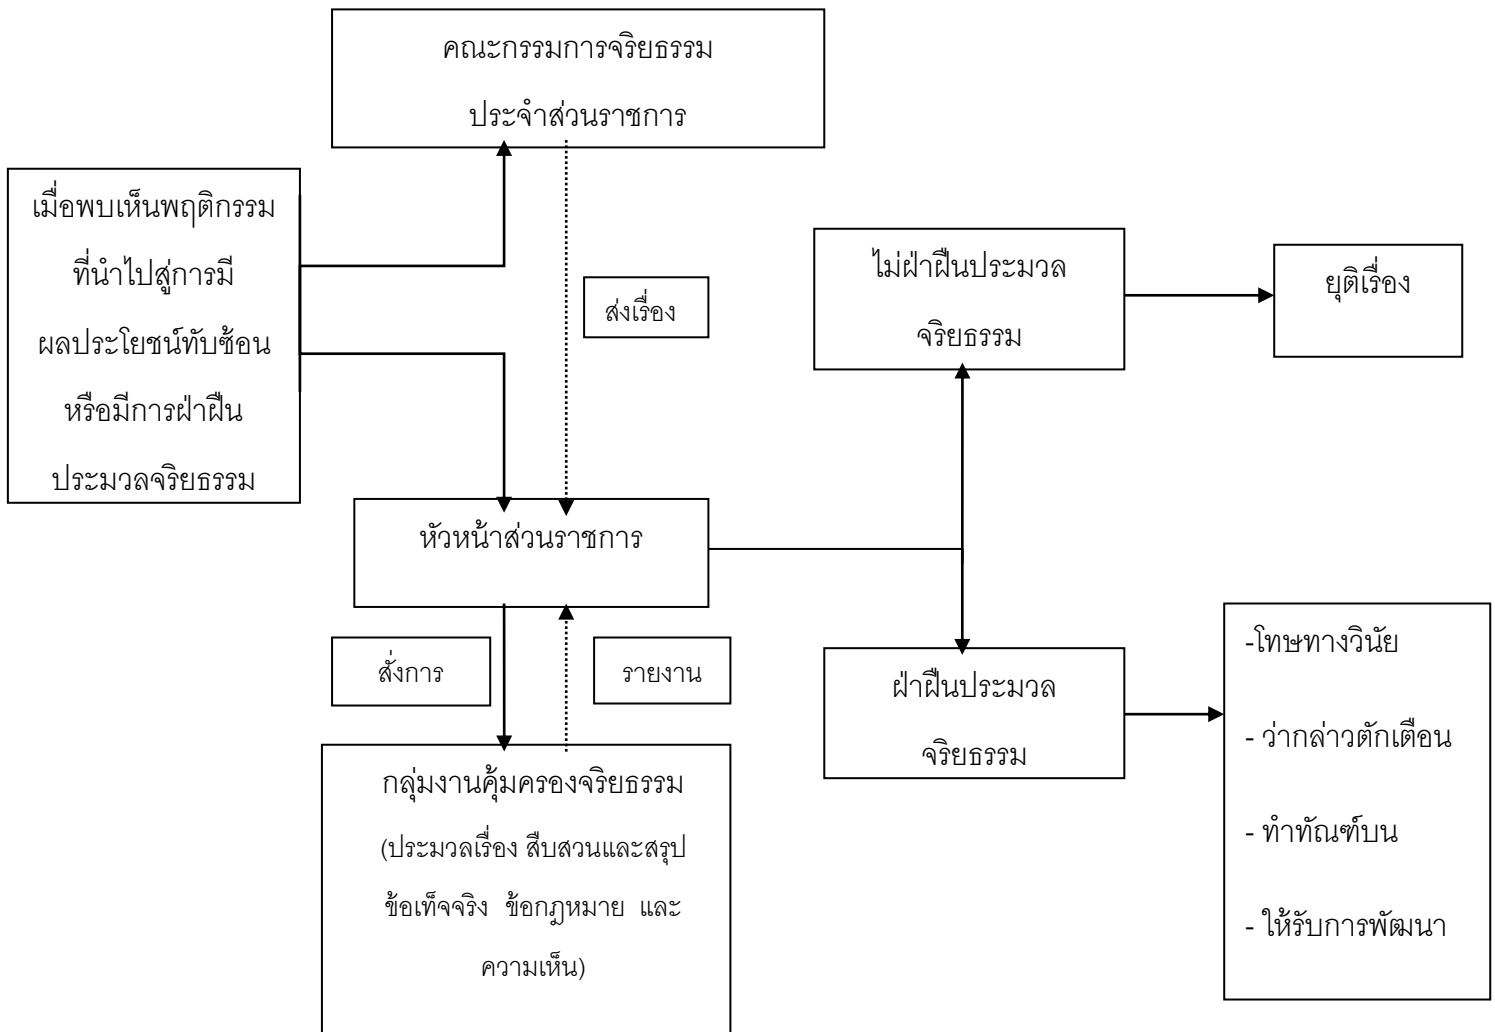 คณะกรรมการจริยธรรม
ประจำส่วนราชการ
เมื่อพบเห็นพฤติกรรม
ที่นำไปสู่การมี
ผลประโยชน์ทับซ้อน
หรือมีการฝ่าฝืน
ประมวลจริยธรรม
ส่งเรื่อง
ไม่ฝ่าฝืนประมวล
จริยธรรม
ยุติเรื่อง
หัวหน้าส่วนราชการ
สั่งการ
รายงาน
ฝ่าฝืนประมวล
จริยธรรม
-โทษทางวินัย
- ว่ากล่าวตักเตือน
- ทำทัณฑ์บน
- ให้รับการพัฒนา
กลุ่มงานคุ้มครองจริยธรรม
(ประมวลเรื่อง สืบสวนและสรุป
ข้อเท็จจริง ข้อกฎหมาย และ
ความเห็น)